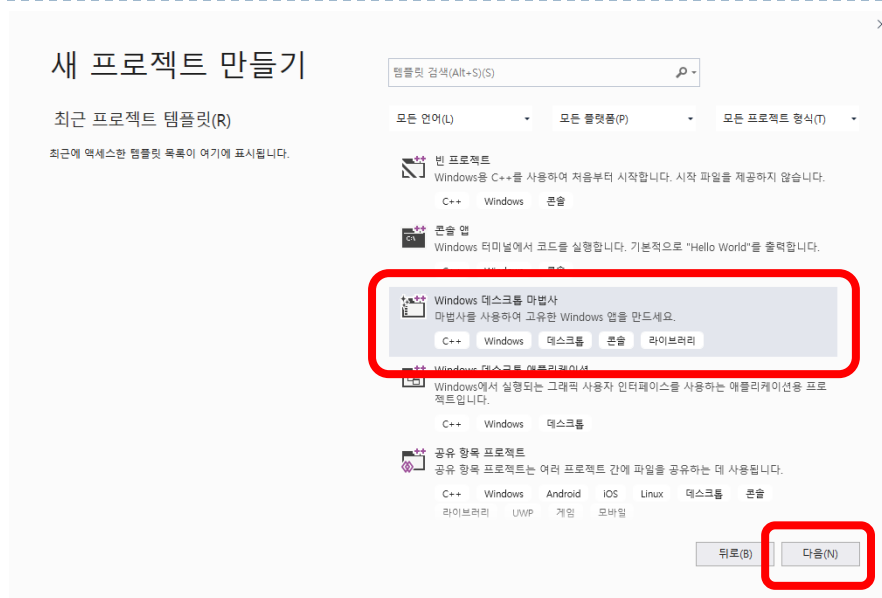 새 프로젝트 만들기
템플릿 검색(Alt+S)(S)
최근 프로젝트 템플릿(R)
모든 언어(L) 모든 플랫폼(P) 모든 프로젝트 형식(T)
최근에 액세스한 템플릿 목록이 여기에 표시됩니다.
빈 프로젝트
Windows용 C++를 사용하여 처음부터 시작합니다. 시작 파일을 제공하지 않습니다.
C++ Windows 콘솔
콘솔 앱
Windows 터미널에서 코드를 실행합니다. 기본적으로 "Hello World"를 출력합니다.
Windows 데스크톱 마법사
마법사를 사용하여 고유한 Windows 앱을 만드세요.
C++ Windows 데스크톱 콘솔 라이브러리
Windows 데스크톱 애플리케이션
Windows에서 실행되는 그래픽 사용자 인터페이스를 사용하는 애플리케이션용 프로
젝트입니다.
C++ Windows 데스크톱
공유 항목 프로젝트
공유 항목 프로젝트는 여러 프로젝트 간에 파일을 공유하는 데 사용됩니다.
C++ Windows Android iOS Linux 데스크톱 콘솔
라이브러리 UWP 게임 모바일
뒤로(B) 다음(N)